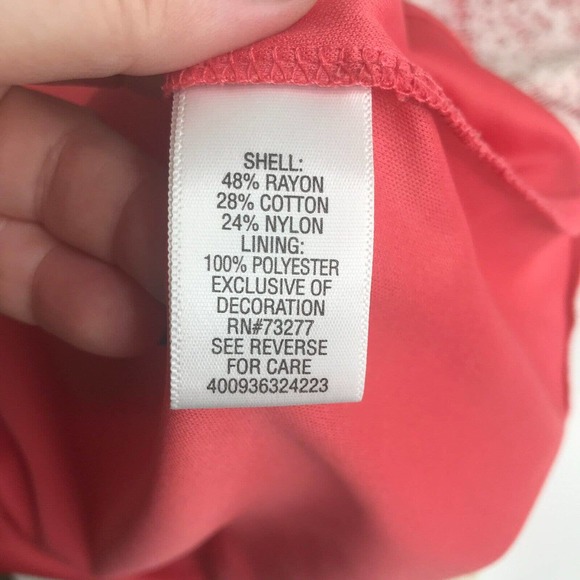 SHELL:
48% RAYON
28% COTTON
24% NYLON
LINING:
100% POLYESTER
EXCLUSIVE OF
DECORATION
RN#73277
SEE REVERSE
FOR CARE
400936324223